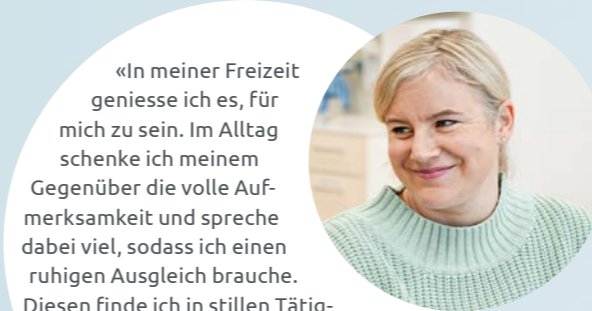 «In meiner Freizeit
geniesse ich es, für
mich zu sein. Im Alltag
schenke ich meinem
Gegenüber die volle Auf-
merksamkeit und spreche
dabei viel, sodass ich einen
ruhigen Ausgleich brauche.
Diesen finde ich in stillen Tätig-